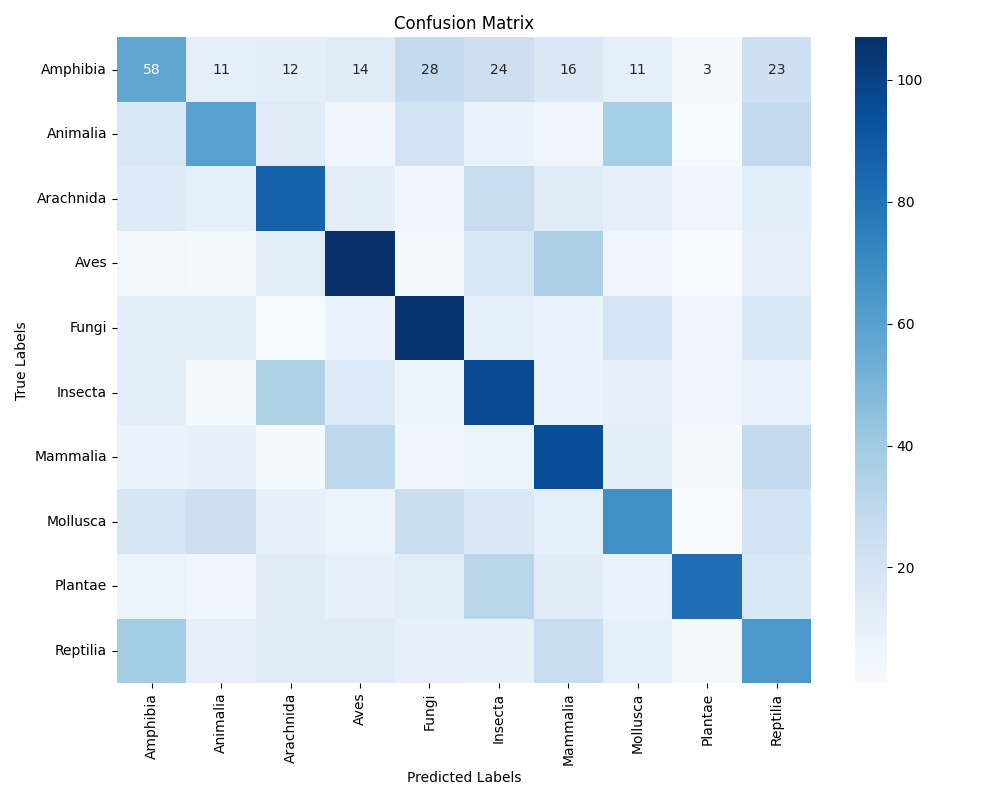 Confusion Matrix
True Labels
Amphibia 58 11 12 14 28 24 16 11 3 23
Animalia
Arachnida
Aves
Fungi
Insecta
Mammalia
Mollusca
Plantae
Reptilia
Amphibia Animalia Arachnida Aves Fungi Insecta Mammalia Mollusca Plantae Reptilia
Predicted Labels
100
80
60
40
20